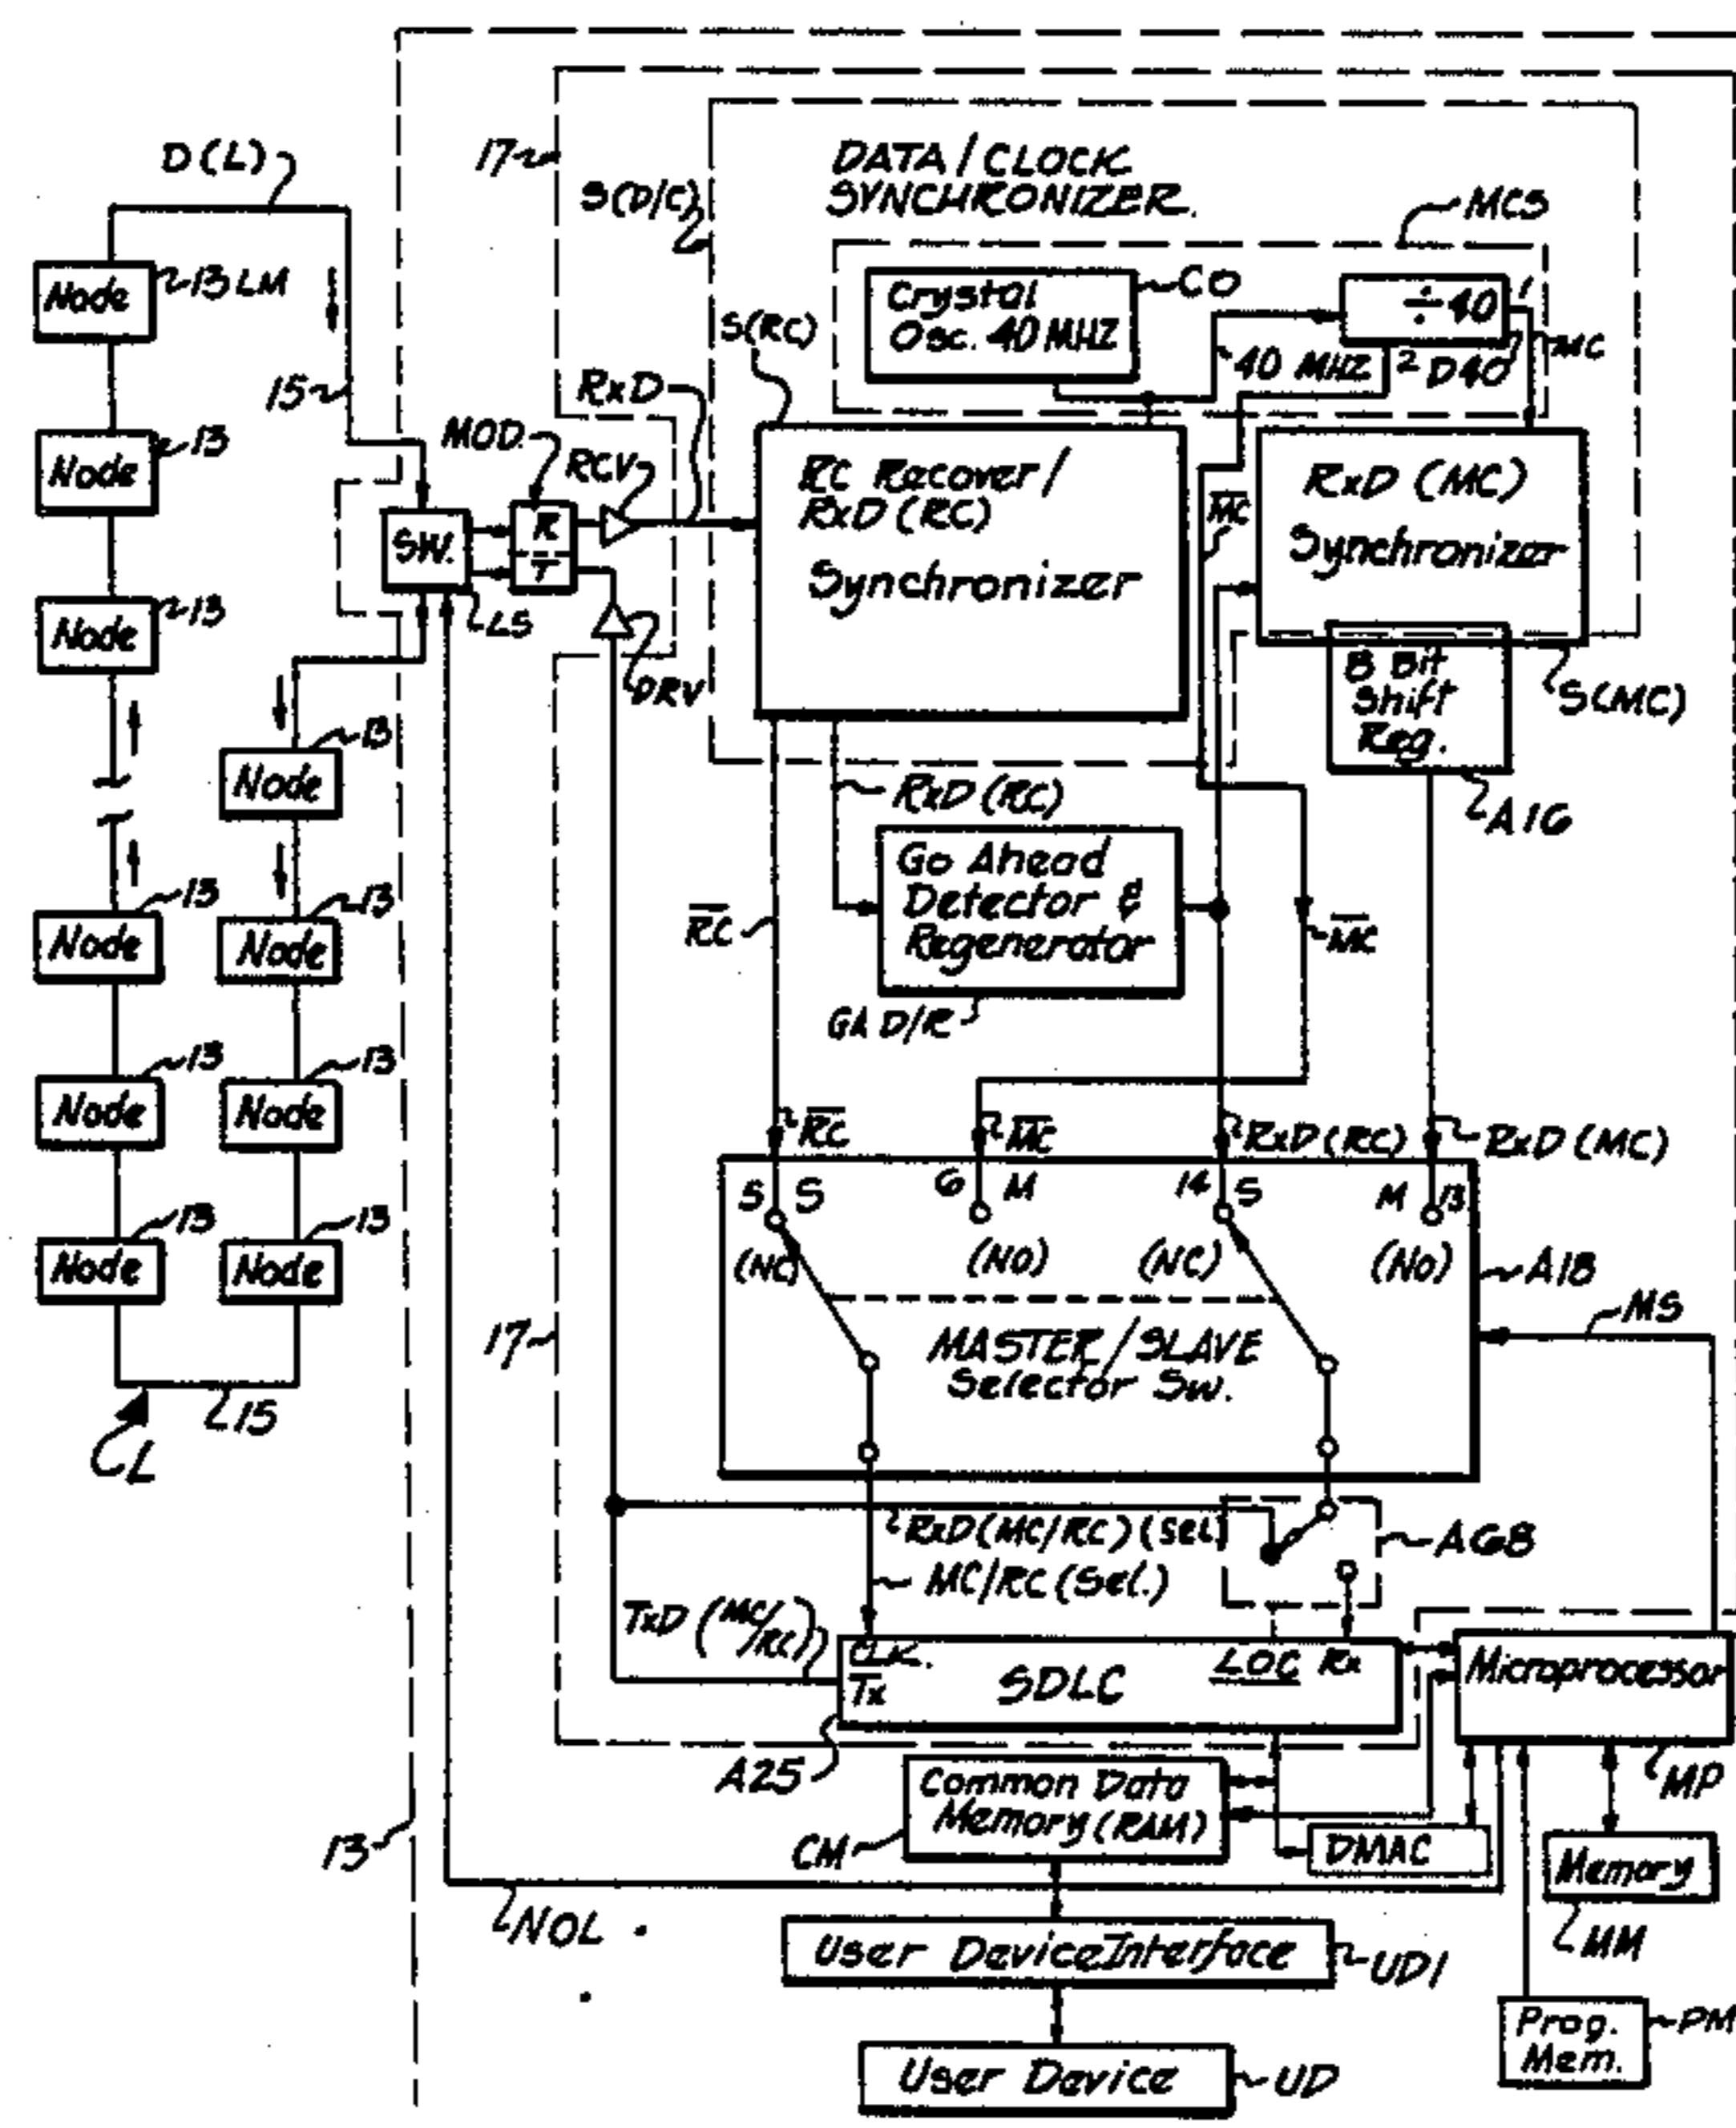 D(L)
17
DATA/CLOCK
SYNCHRONIZER.
S(D/C)
MCS
Node
13LM
Crystal
Osc. 40 MHZ
CO
÷40
1
S(RC)
40 MHZ
2
D40
MC
15
RxD
Node
13
MOD.
RCV
RC Recover/
RxD (RC)
Synchronizer
MC
RxD (MC)
Synchronizer
SW.
R
T
LS
Node
13
DRV
8 Bit
Shift
Reg.
S(MC)
Node
13
RxD (RC)
A16
Go Ahead
Detector &
Regenerator
Node
13
Node
13
RC
MC
GA D/R
Node
13
Node
13
RC
MC
RxD (RC)
RxD (MC)
5 S
6 M
14 S
M 13
Node
13
Node
13
(NC)
(NO)
(NC)
(NO)
A18
MS
17
MASTER/SLAVE
Selector Sw.
15
CL
RxD(MC/RC)(Sel)
A68
MC/RC (Sel.)
TxD (MC/RC)
CLK.
Tx
SDLC
LOC
Rx
Microprocessor
A25
MP
Common Data
Memory (RAM)
CM
DMAC
Memory
MM
13
NOL
User Device Interface
UDI
Prog.
Mem.
PM
User Device
UD